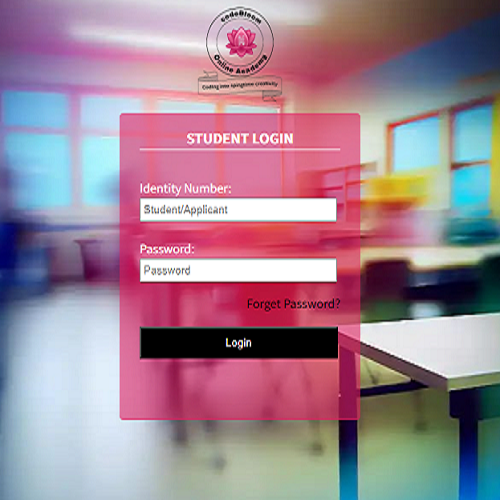 codeBloom
Online Academy
Coding into springtime creativity
STUDENT LOGIN
Identity Number:
Student/Applicant
Password:
Password
Forget Password?
Login